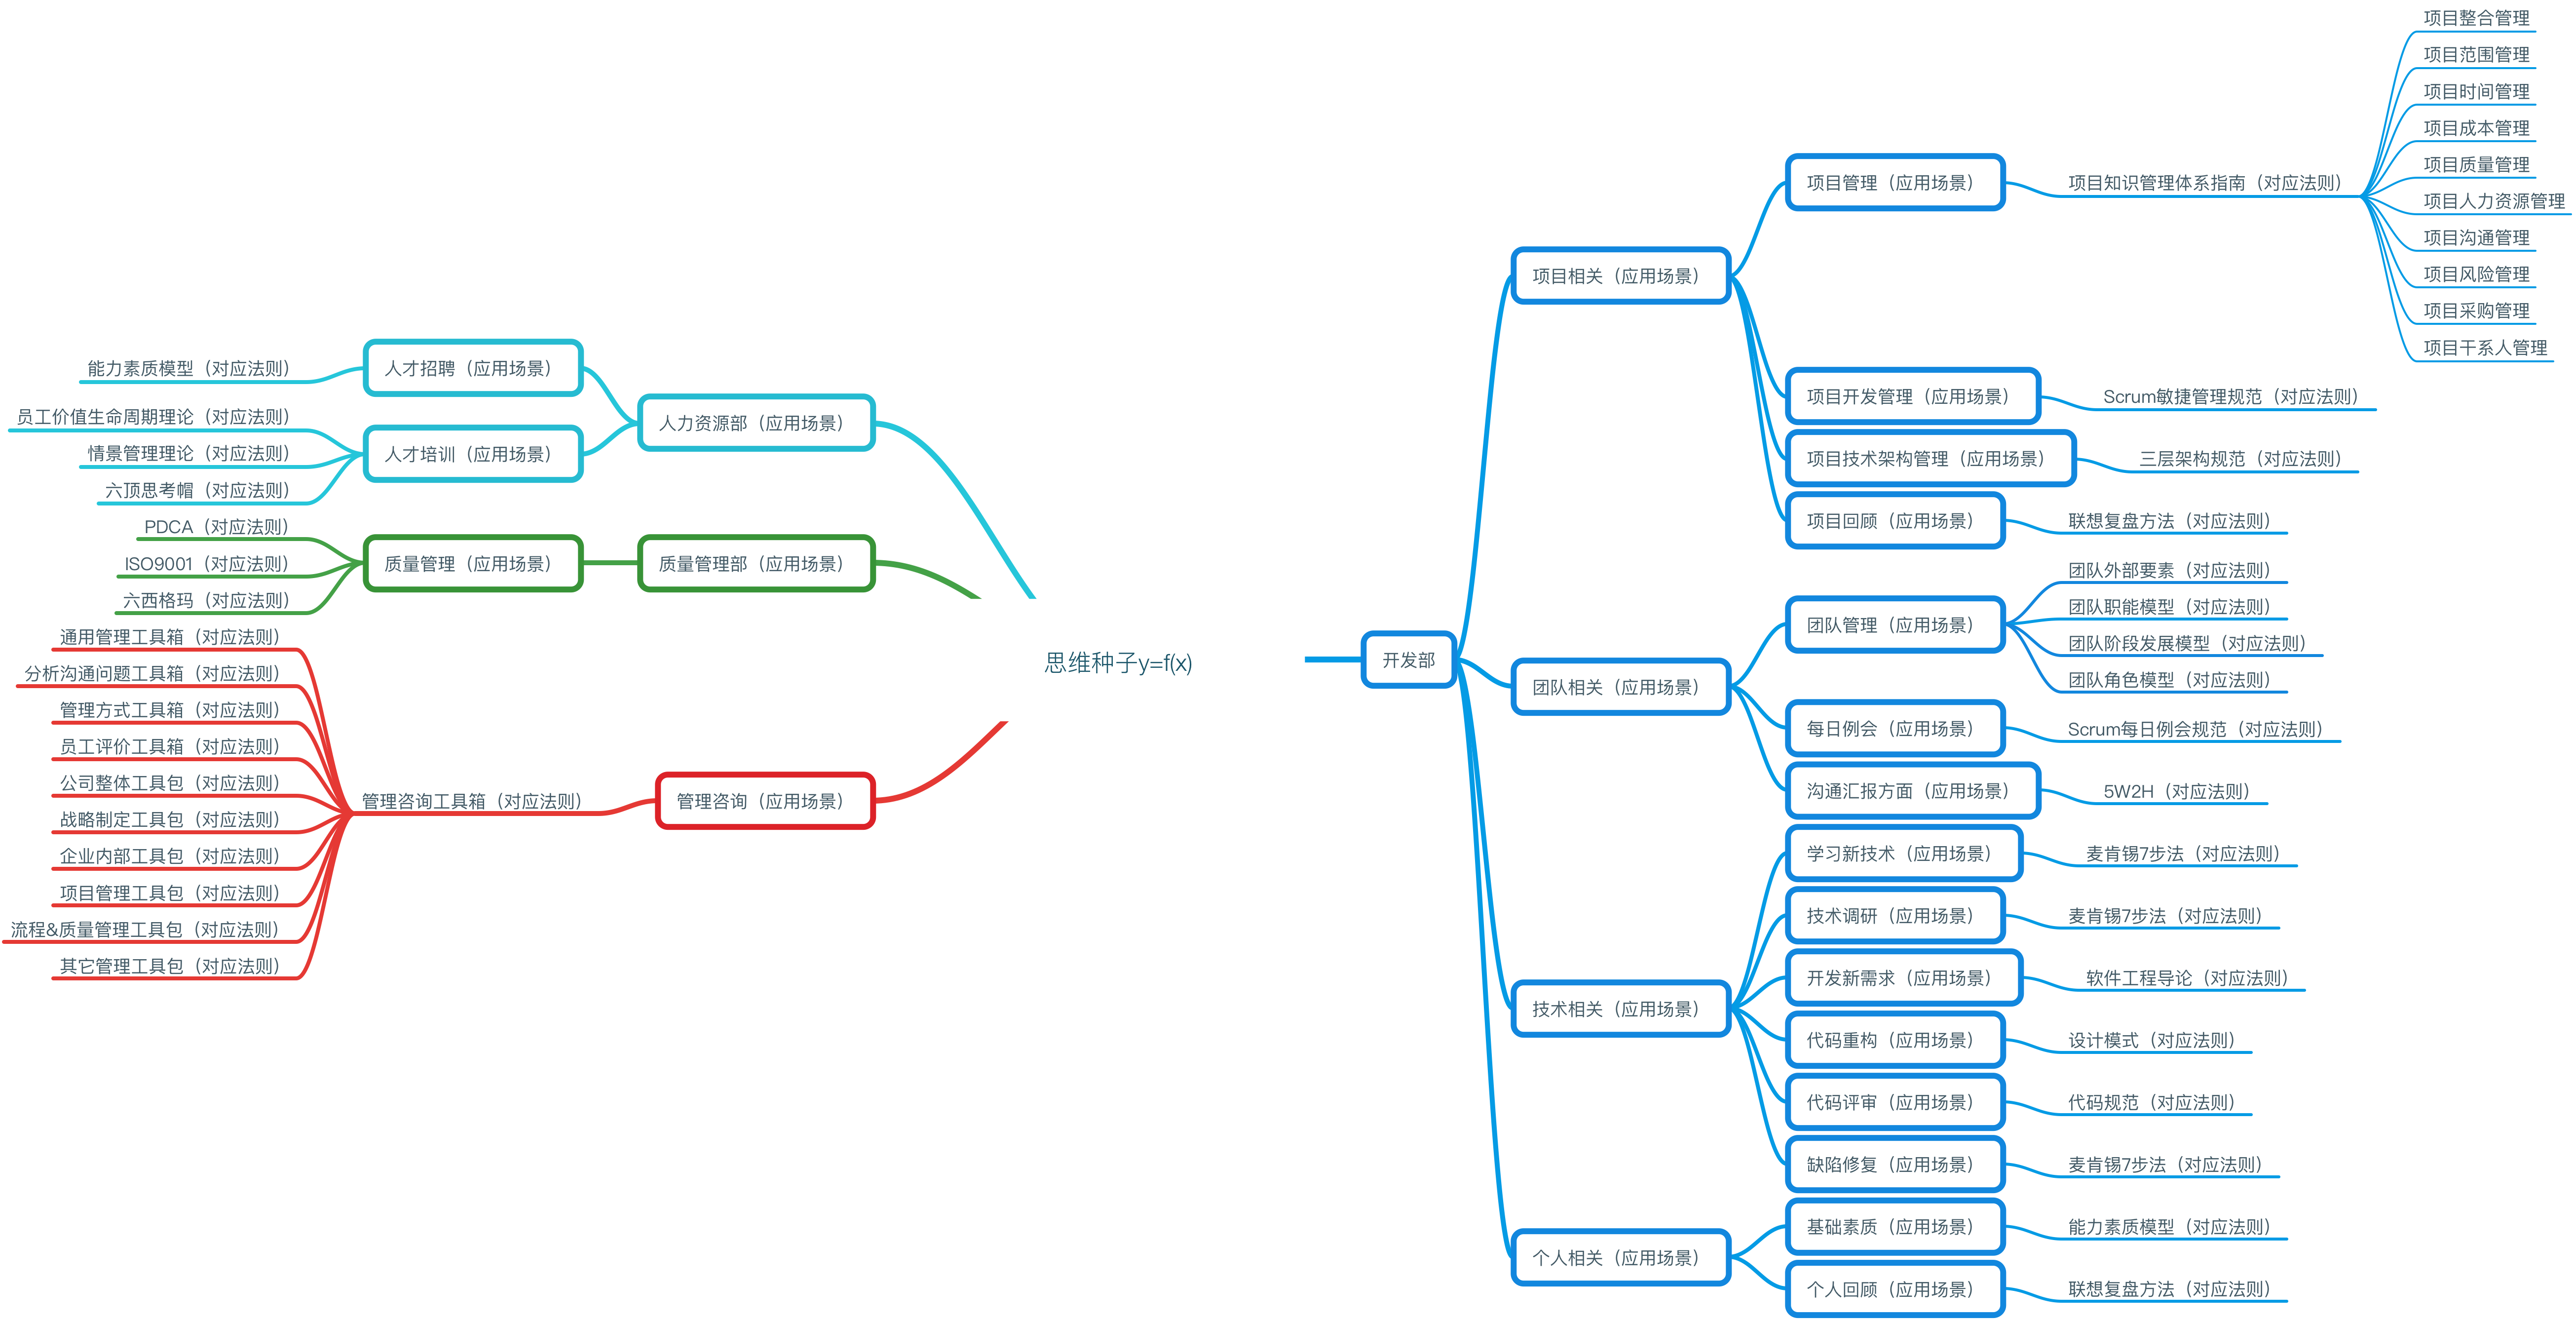 思维种子y=f(x)
开发部
项目相关（应用场景）
项目管理（应用场景）
项目知识管理体系指南（对应法则）
项目整合管理
项目范围管理
项目时间管理
项目成本管理
项目质量管理
项目人力资源管理
项目沟通管理
项目风险管理
项目采购管理
项目干系人管理
项目开发管理（应用场景）
Scrum敏捷管理规范（对应法则）
项目技术架构管理（应用场景）
三层架构规范（对应法则）
项目回顾（应用场景）
联想复盘方法（对应法则）
团队相关（应用场景）
团队管理（应用场景）
团队外部要素（对应法则）
团队职能模型（对应法则）
团队阶段发展模型（对应法则）
团队角色模型（对应法则）
每日例会（应用场景）
Scrum每日例会规范（对应法则）
沟通汇报方面（应用场景）
5W2H（对应法则）
技术相关（应用场景）
学习新技术（应用场景）
麦肯锡7步法（对应法则）
技术调研（应用场景）
麦肯锡7步法（对应法则）
开发新需求（应用场景）
软件工程导论（对应法则）
代码重构（应用场景）
设计模式（对应法则）
代码评审（应用场景）
代码规范（对应法则）
缺陷修复（应用场景）
麦肯锡7步法（对应法则）
个人相关（应用场景）
基础素质（应用场景）
能力素质模型（对应法则）
个人回顾（应用场景）
联想复盘方法（对应法则）
人力资源部（应用场景）
人才招聘（应用场景）
能力素质模型（对应法则）
人才培训（应用场景）
员工价值生命周期理论（对应法则）
情景管理理论（对应法则）
六顶思考帽（对应法则）
质量管理部（应用场景）
质量管理（应用场景）
PDCA（对应法则）
ISO9001（对应法则）
六西格玛（对应法则）
管理咨询（应用场景）
管理咨询工具箱（对应法则）
通用管理工具箱（对应法则）
分析沟通问题工具箱（对应法则）
管理方式工具箱（对应法则）
员工评价工具箱（对应法则）
公司整体工具包（对应法则）
战略制定工具包（对应法则）
企业内部工具包（对应法则）
项目管理工具包（对应法则）
流程&质量管理工具包（对应法则）
其它管理工具包（对应法则）